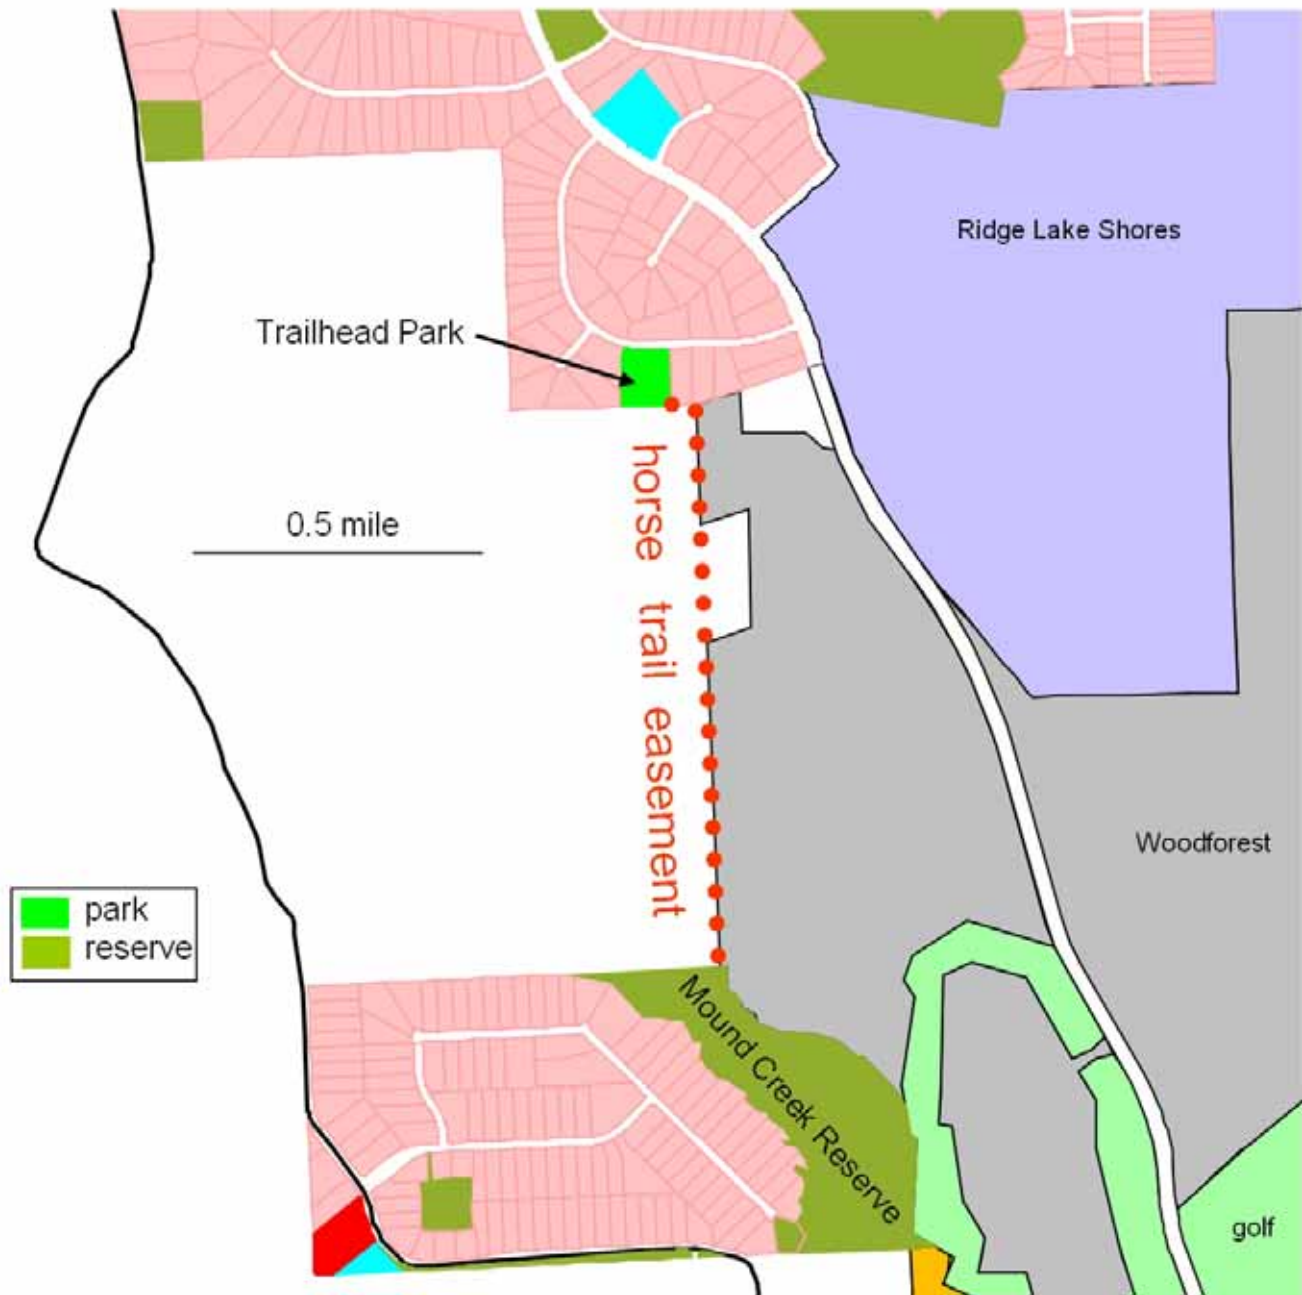 Ridge Lake Shores
Trailhead Park
horse trail easement
0.5 mile
Woodforest
park
reserve
Mound Creek Reserve
golf